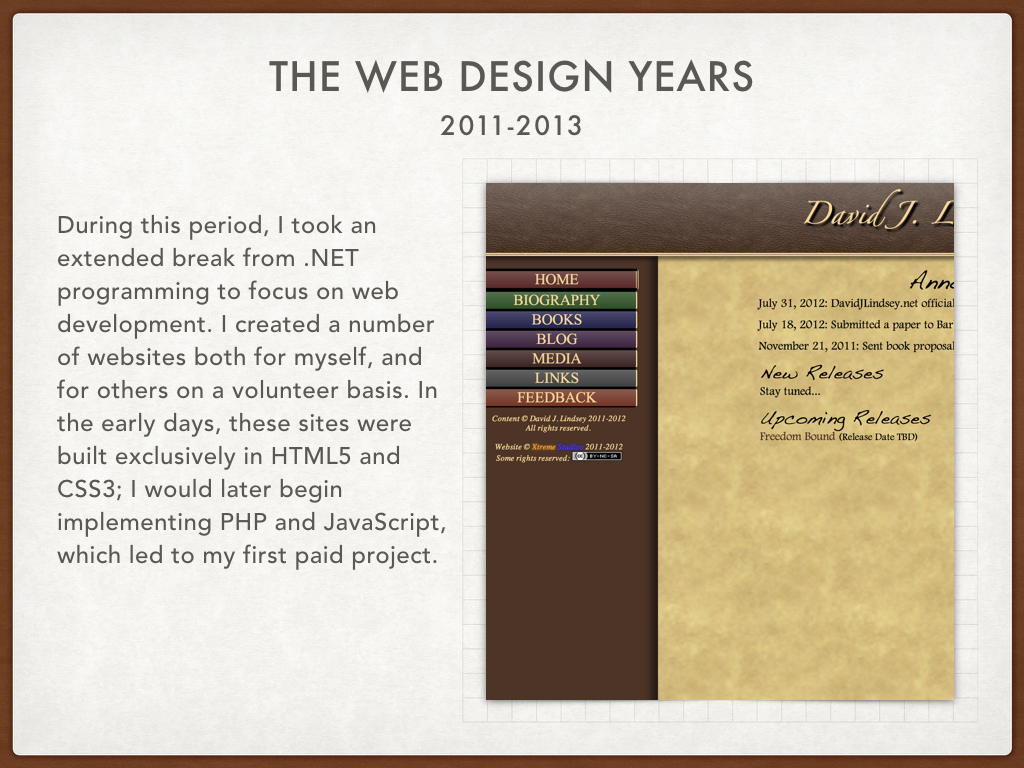 THE WEB DESIGN YEARS
2011-2013
During this period, I took an
extended break from .NET
programming to focus on web
development. I created a number
of websites both for myself, and
for others on a volunteer basis. In
the early days, these sites were
built exclusively in HTML5 and
CSS3; I would later begin
implementing PHP and JavaScript,
which led to my first paid project.
David J. L
HOME
BIOGRAPHY
BOOKS
BLOG
MEDIA
LINKS
FEEDBACK
Content © David J. Lindsey 2011-2012
All rights reserved.
Website © Xtreme Studios 2011-2012
Some rights reserved: (cc) BY-NC-SA
Anno
July 31, 2012: DavidJLindsey.net official
July 18, 2012: Submitted a paper to Bar
November 21, 2011: Sent book proposal
New Releases
Stay tuned...
Upcoming Releases
Freedom Bound (Release Date TBD)